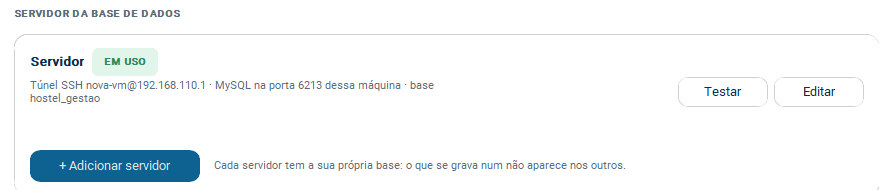 SERVIDOR DA BASE DE DADOS
Servidor EM USO
Túnel SSH nova-vm@192.168.110.1 · MySQL na porta 6213 dessa máquina · base
hostel_gestao
Testar Editar
+ Adicionar servidor Cada servidor tem a sua própria base: o que se grava num não aparece nos outros.